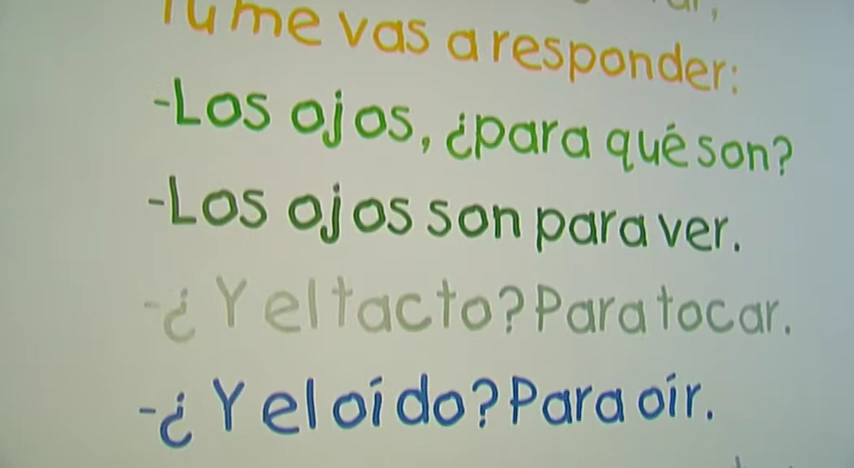 Tú me vas a responder:
-Los ojos, ¿para qué son?
-Los ojos son para ver.
-¿Y el tacto? Para tocar.
-¿Y el oído? Para oír.